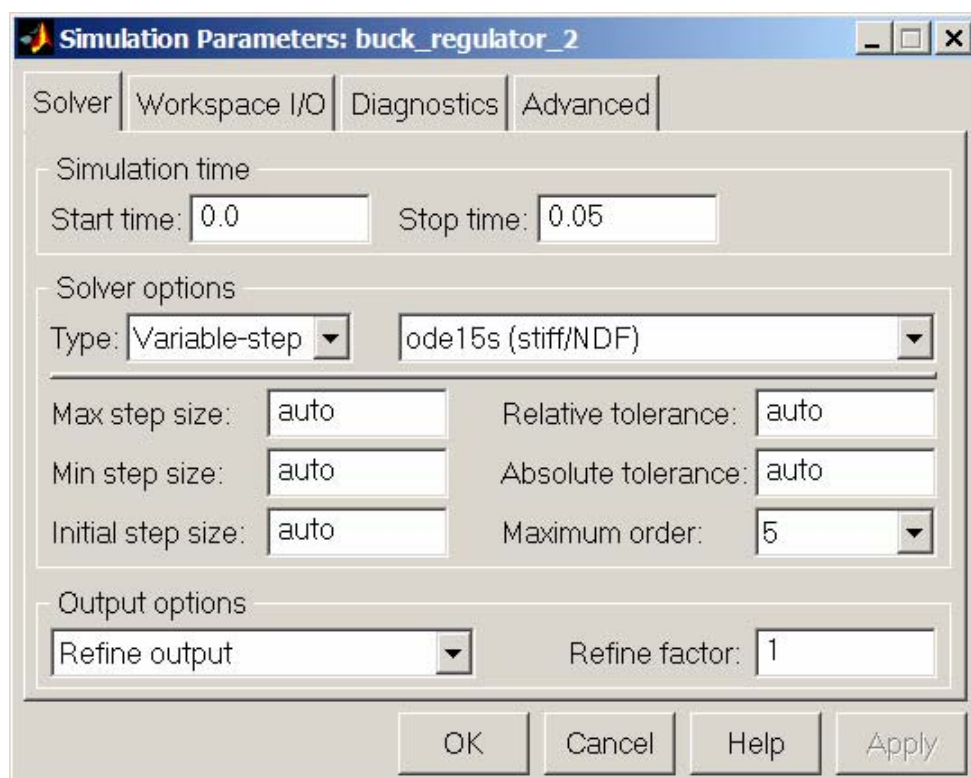 Simulation Parameters: buck_regulator_2
Solver Workspace I/O Diagnostics Advanced
Simulation time
Start time: 0.0 Stop time: 0.05
Solver options
Type: Variable-step ode15s (stiff/NDF)
Max step size: auto Relative tolerance: auto
Min step size: auto Absolute tolerance: auto
Initial step size: auto Maximum order: 5
Output options
Refine output Refine factor: 1
OK Cancel Help Apply